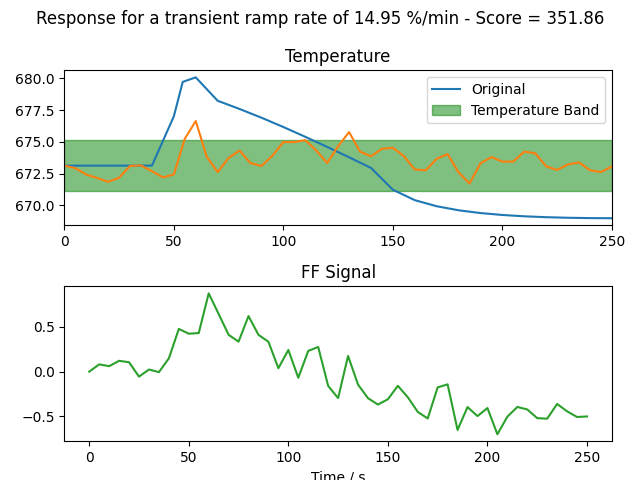 Response for a transient ramp rate of 14.95 %/min - Score = 351.86
Temperature
680.0
677.5
675.0
672.5
670.0
Original
Temperature Band
0 50 100 150 200 250
FF Signal
0.5
0.0
−0.5
0 50 100 150 200 250
Time / s